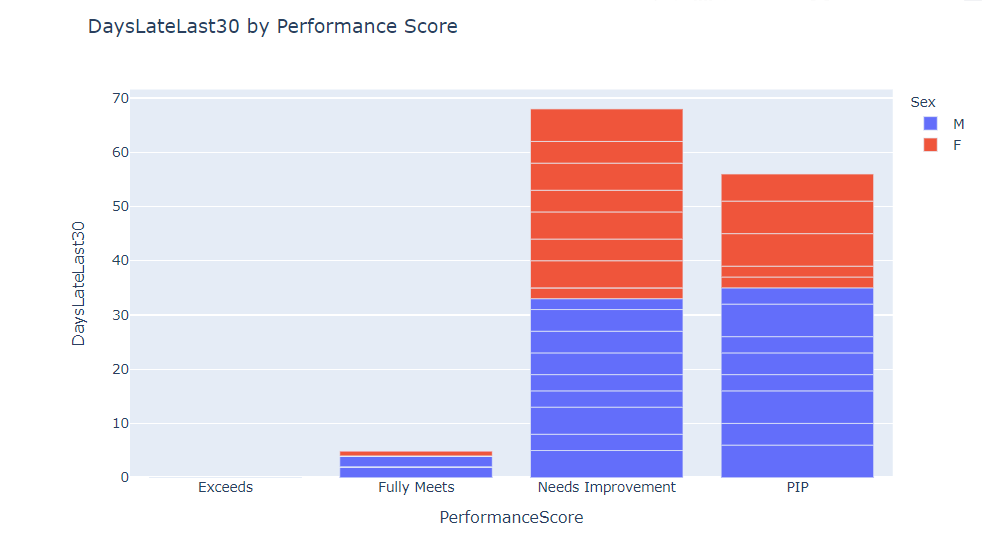 DaysLateLast30 by Performance Score
Sex
M
F
DaysLateLast30
70
60
50
40
30
20
10
0
Exceeds Fully Meets Needs Improvement PIP
PerformanceScore